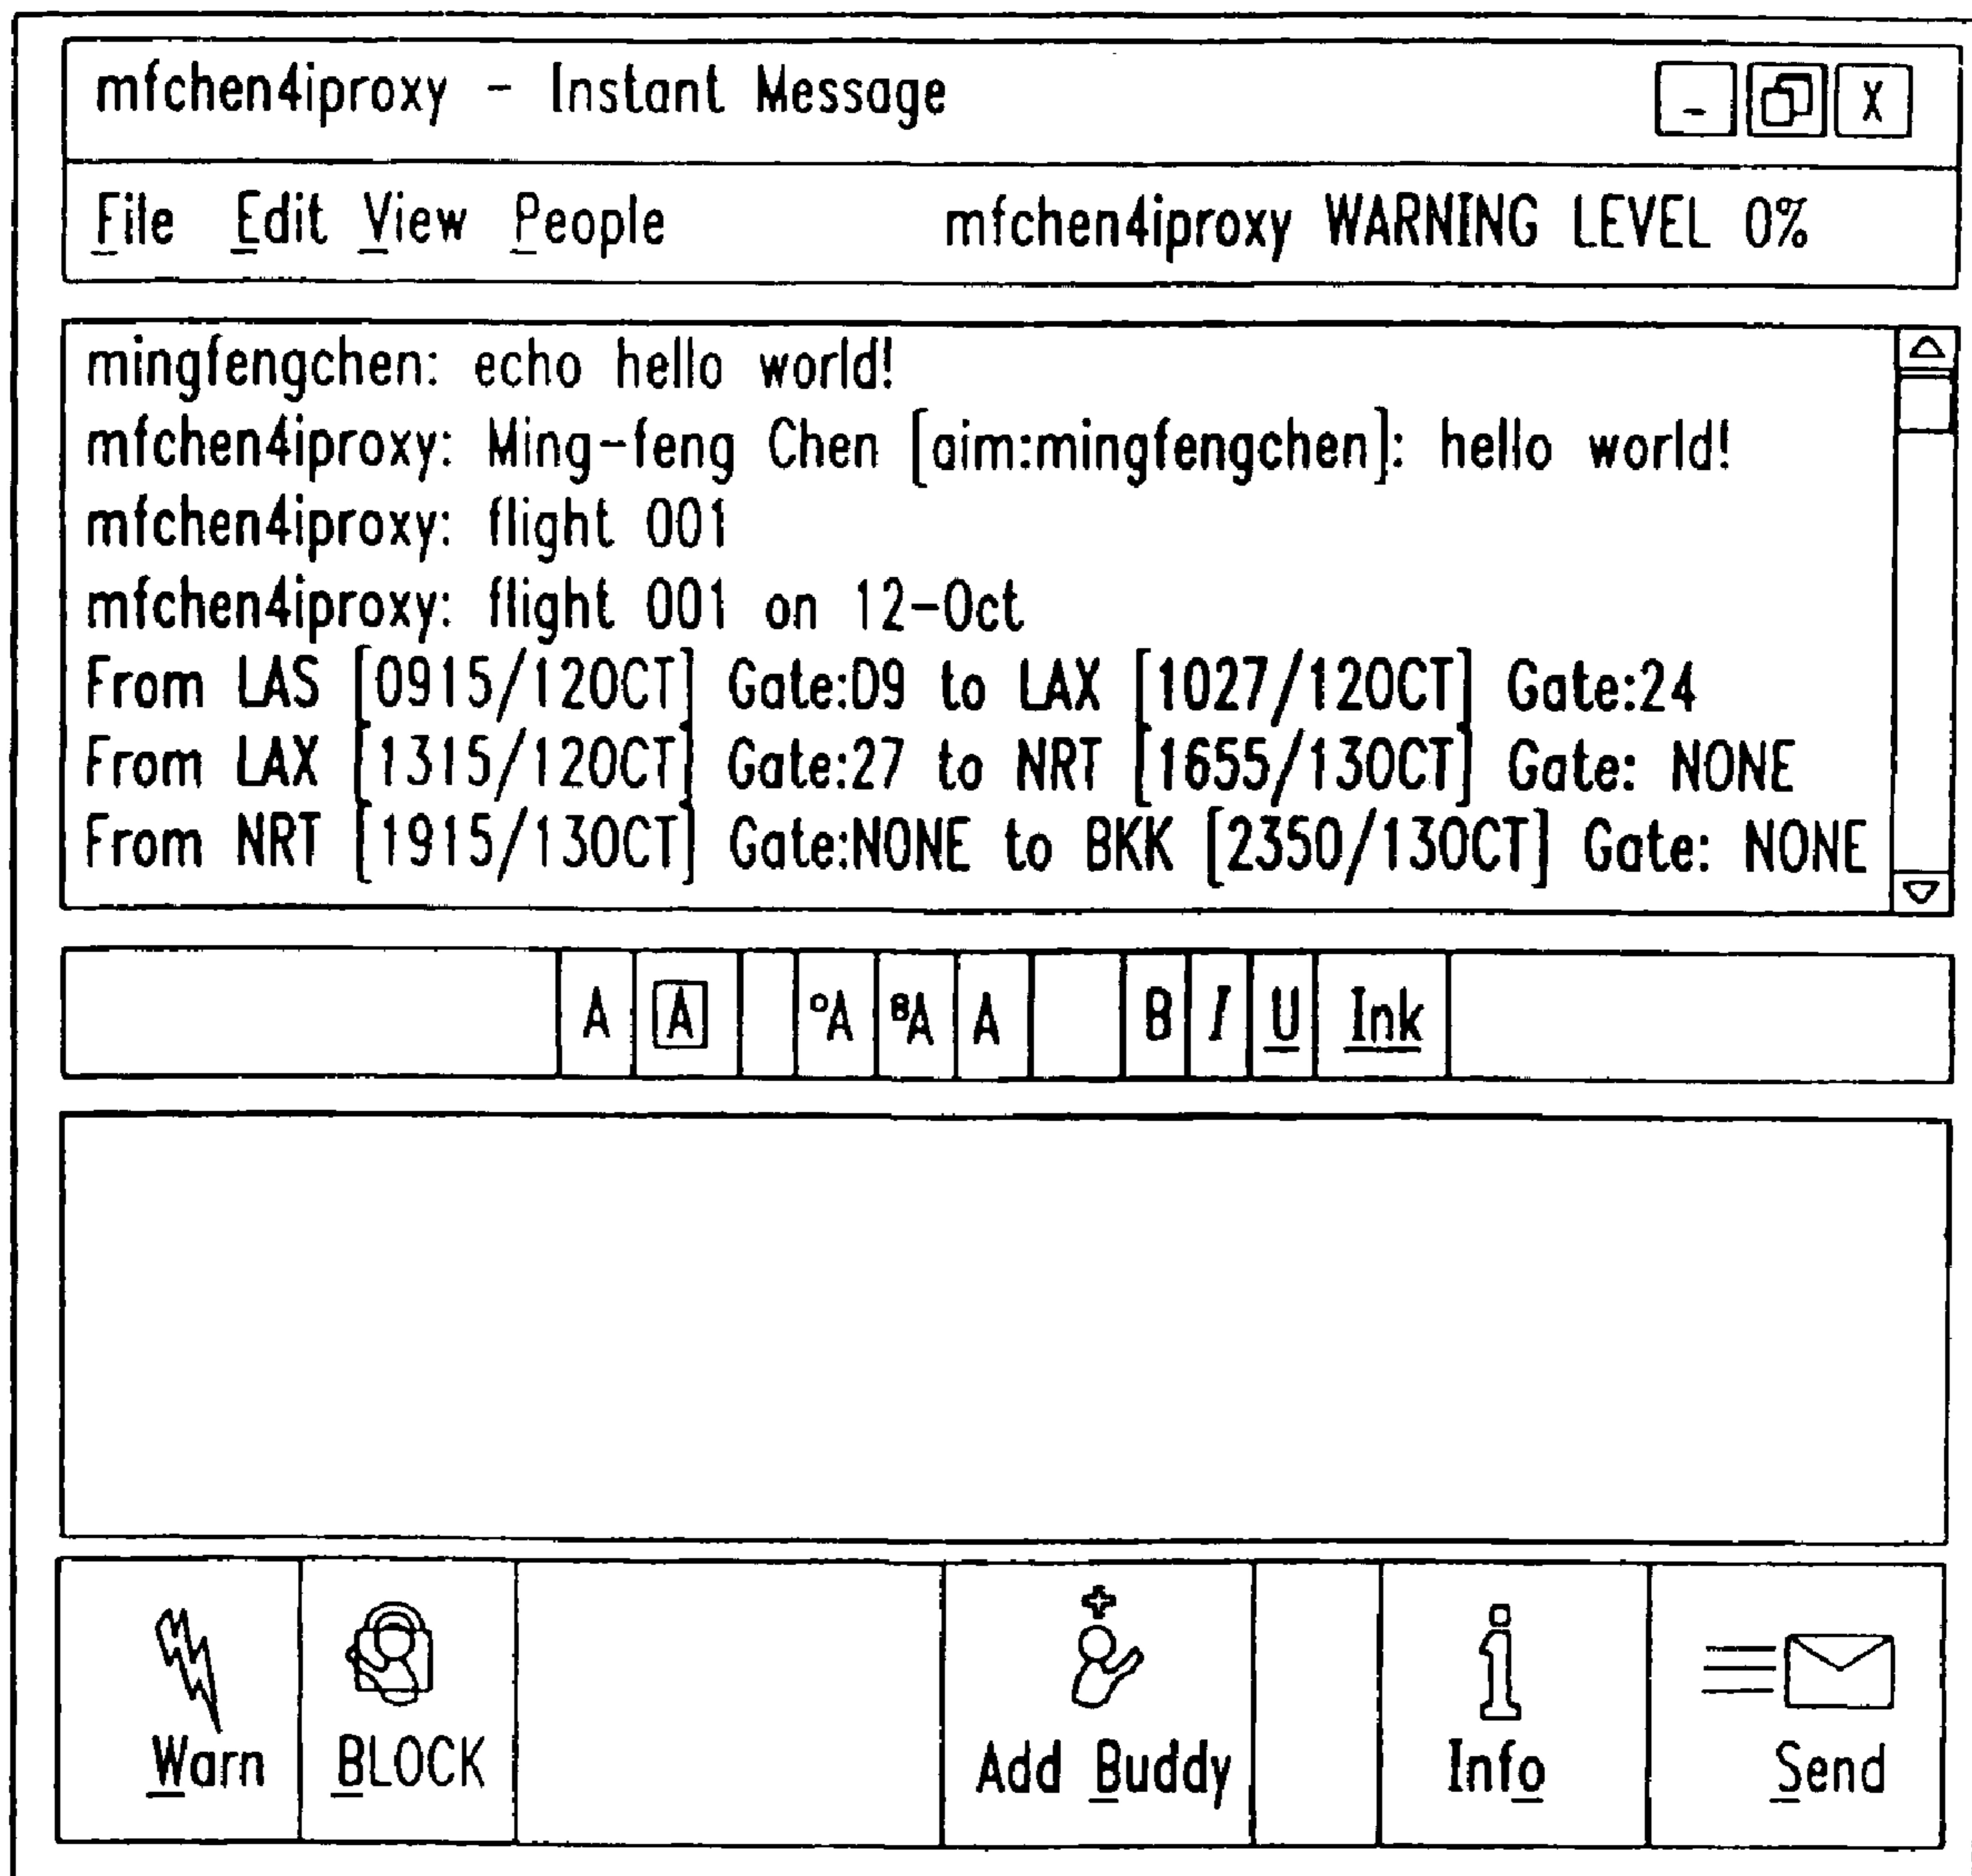 mfchen4iproxy - Instant Message - X
File Edit View People mfchen4iproxy WARNING LEVEL 0%
mingfengchen: echo hello world!
mfchen4iproxy: Ming-feng Chen [aim:mingfengchen]: hello world!
mfchen4iproxy: flight 001
mfchen4iproxy: flight 001 on 12-Oct
From LAS [0915/12OCT] Gate:D9 to LAX [1027/12OCT] Gate:24
From LAX [1315/12OCT] Gate:27 to NRT [1655/13OCT] Gate: NONE
From NRT [1915/13OCT] Gate:NONE to BKK [2350/13OCT] Gate: NONE
A A ᴼA ᴮA A B I U Ink
Warn BLOCK Add Buddy Info Send